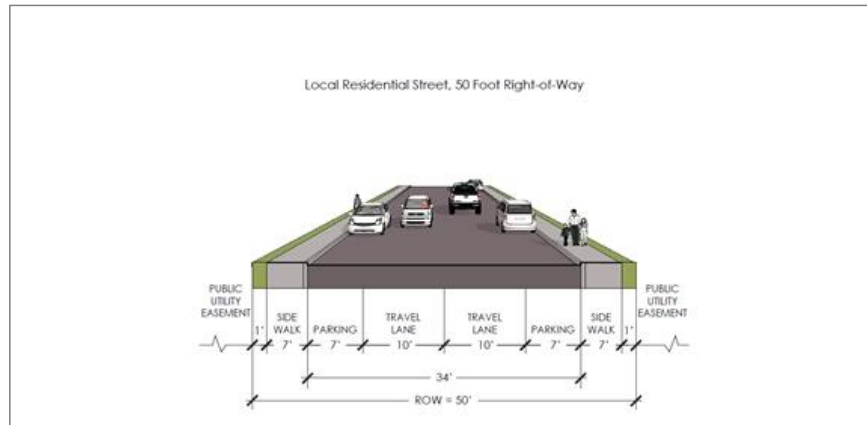 Local Residential Street, 50 Foot Right-of-Way
PUBLIC
UTILITY
EASEMENT
1'
SIDE
WALK
7'
PARKING
7'
TRAVEL
LANE
10'
TRAVEL
LANE
10'
PARKING
7'
SIDE
WALK
7'
1'
PUBLIC
UTILITY
EASEMENT
34'
ROW = 50'